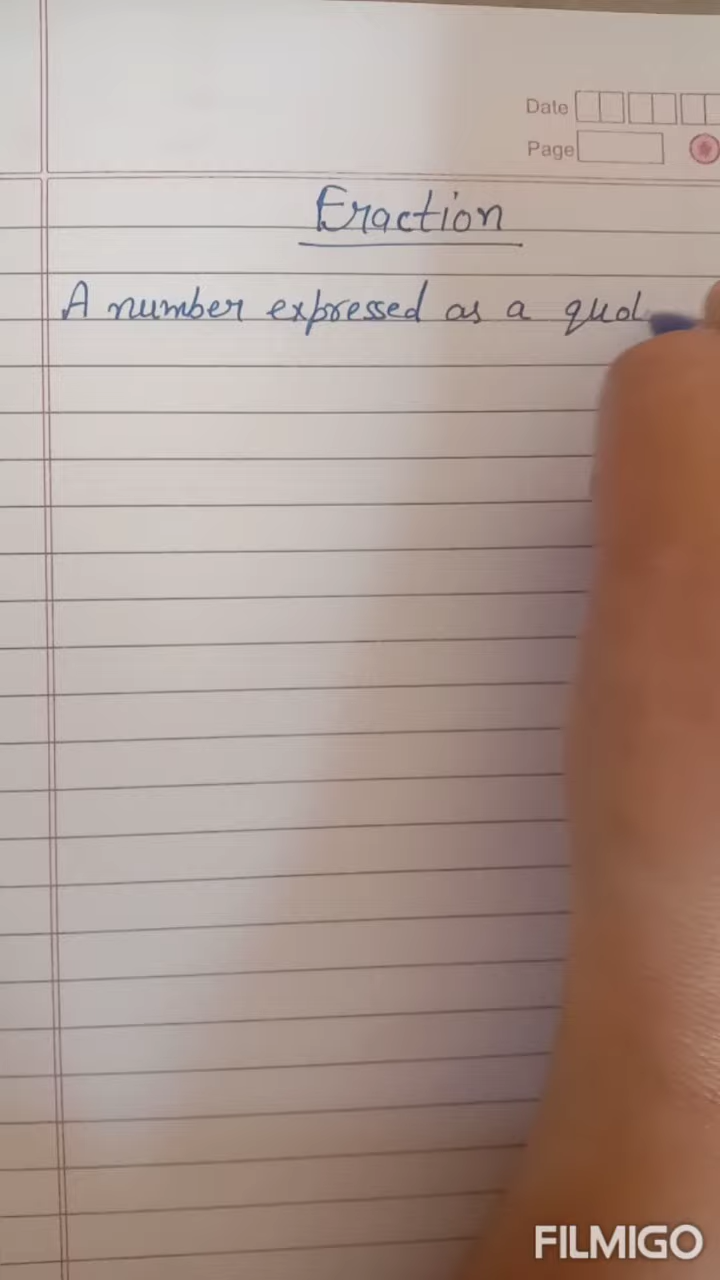 Date
Page
Fraction
A number expressed as a quo
FILMIGO